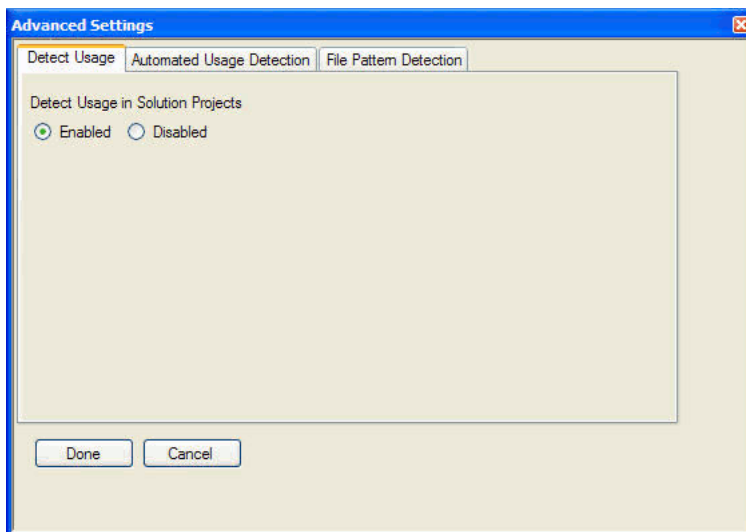 Advanced Settings
Detect Usage Automated Usage Detection File Pattern Detection
Detect Usage in Solution Projects
Enabled Disabled
Done Cancel